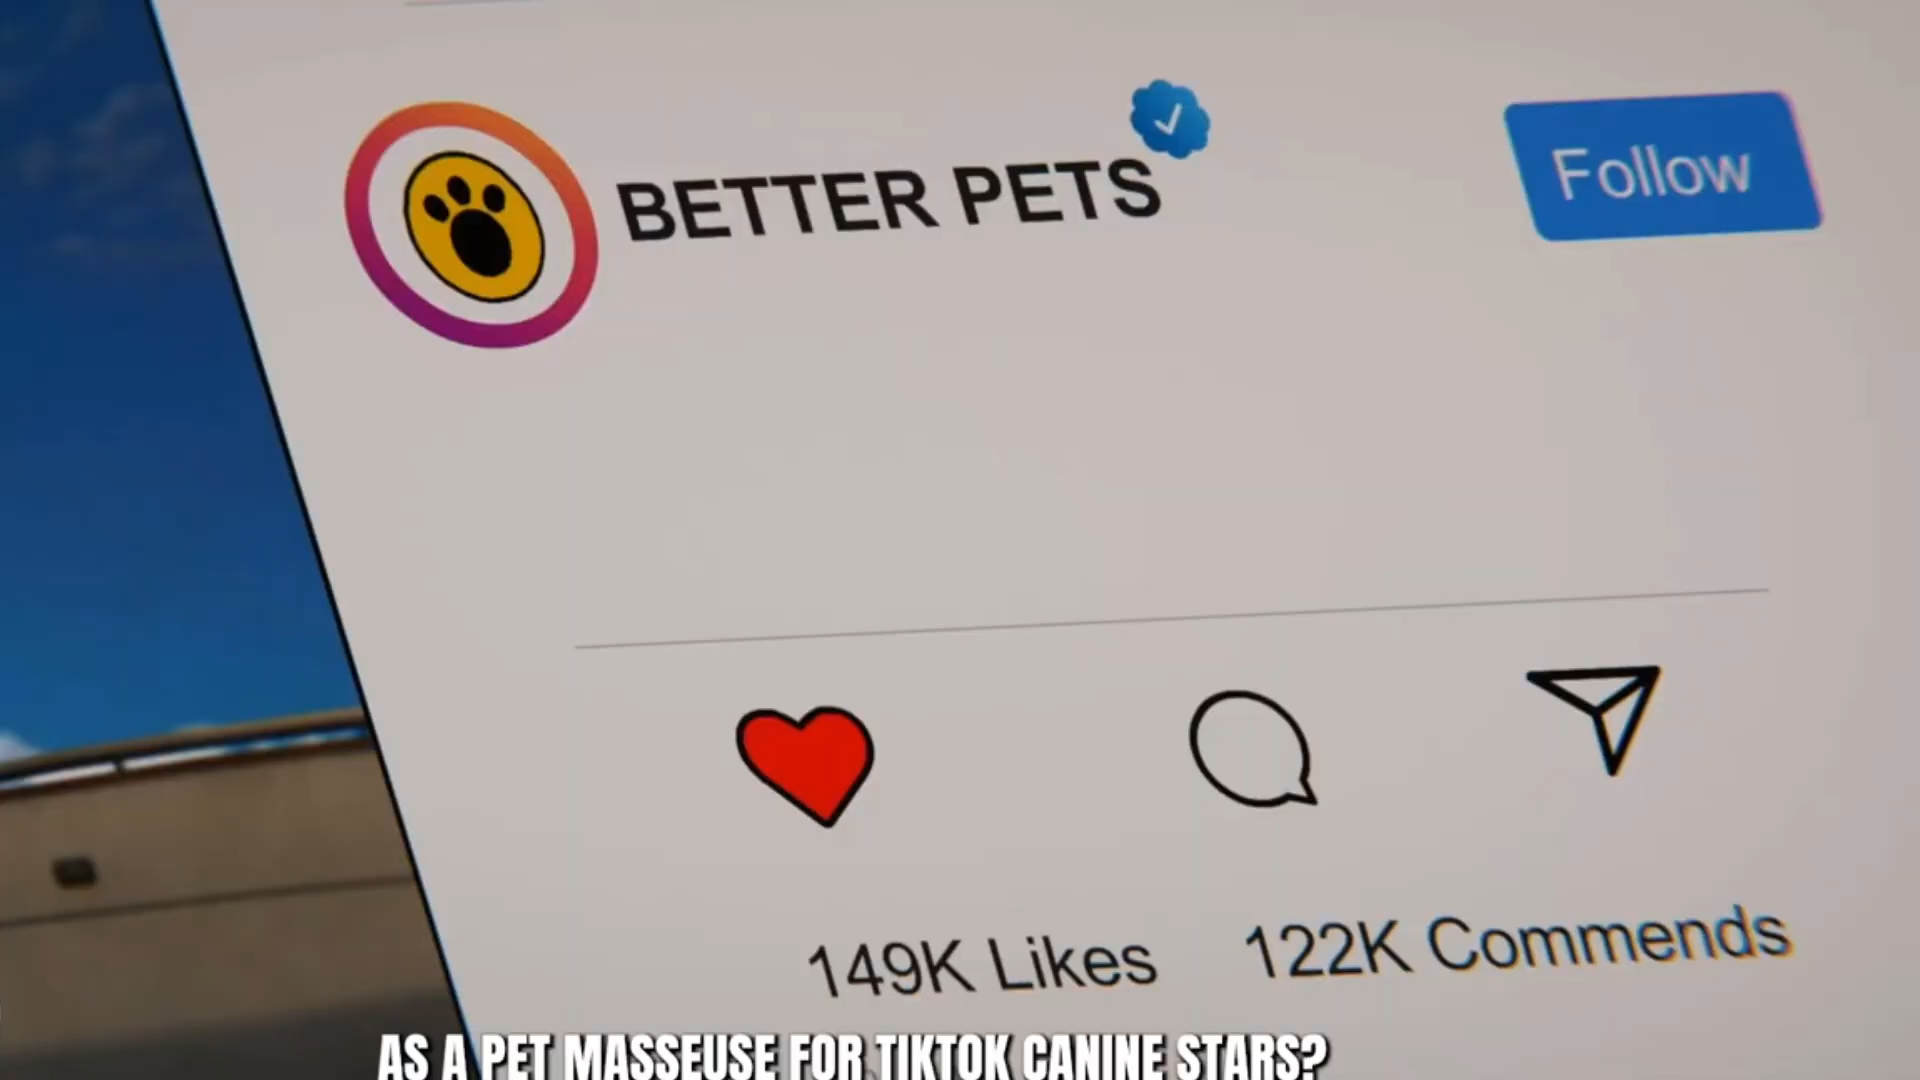 BETTER PETS
Follow
149K Likes 122K Commends
AS A PET MASSEUSE FOR TIKTOK CANINE STARS?